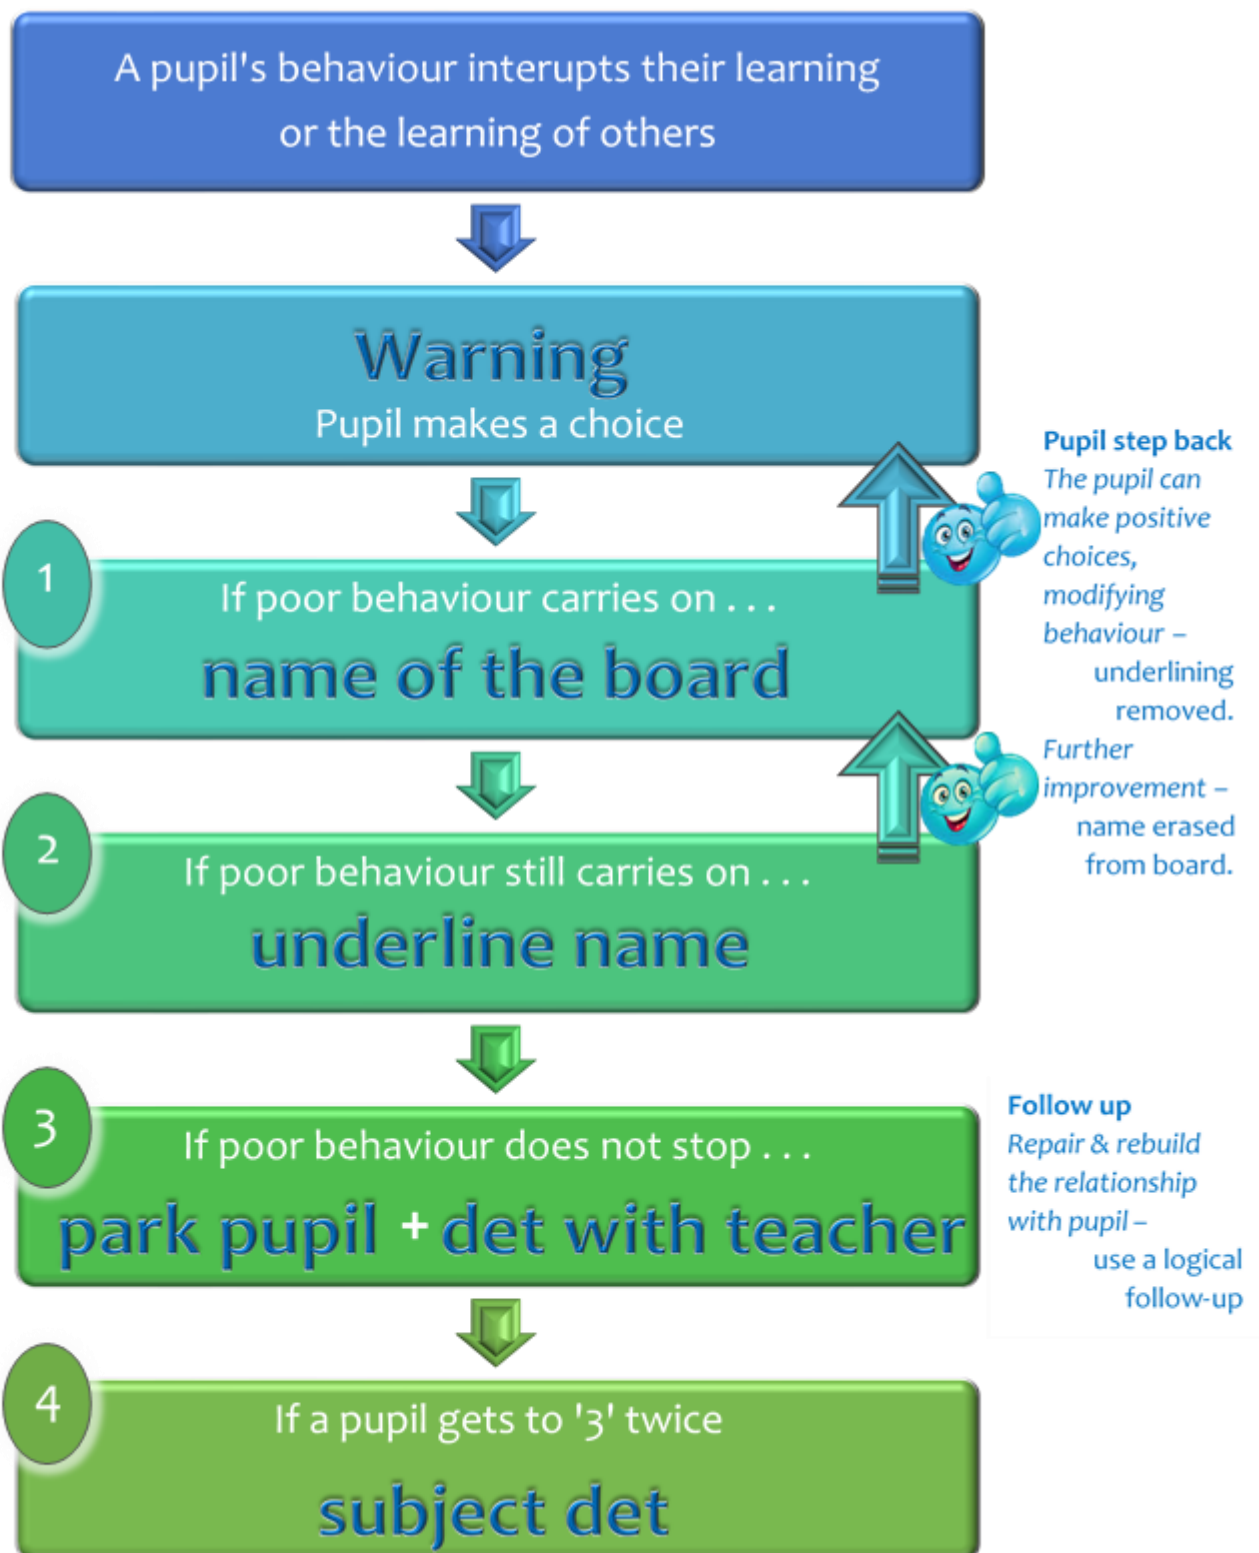 A pupil's behaviour interupts their learning
or the learning of others
Warning
Pupil makes a choice
1
If poor behaviour carries on . . .
name of the board
Pupil step back
The pupil can
make positive
choices,
modifying
behaviour –
underlining
removed.
Further
improvement –
name erased
from board.
2
If poor behaviour still carries on . . .
underline name
3
If poor behaviour does not stop . . .
park pupil + det with teacher
Follow up
Repair & rebuild
the relationship
with pupil –
use a logical
follow-up
4
If a pupil gets to '3' twice
subject det